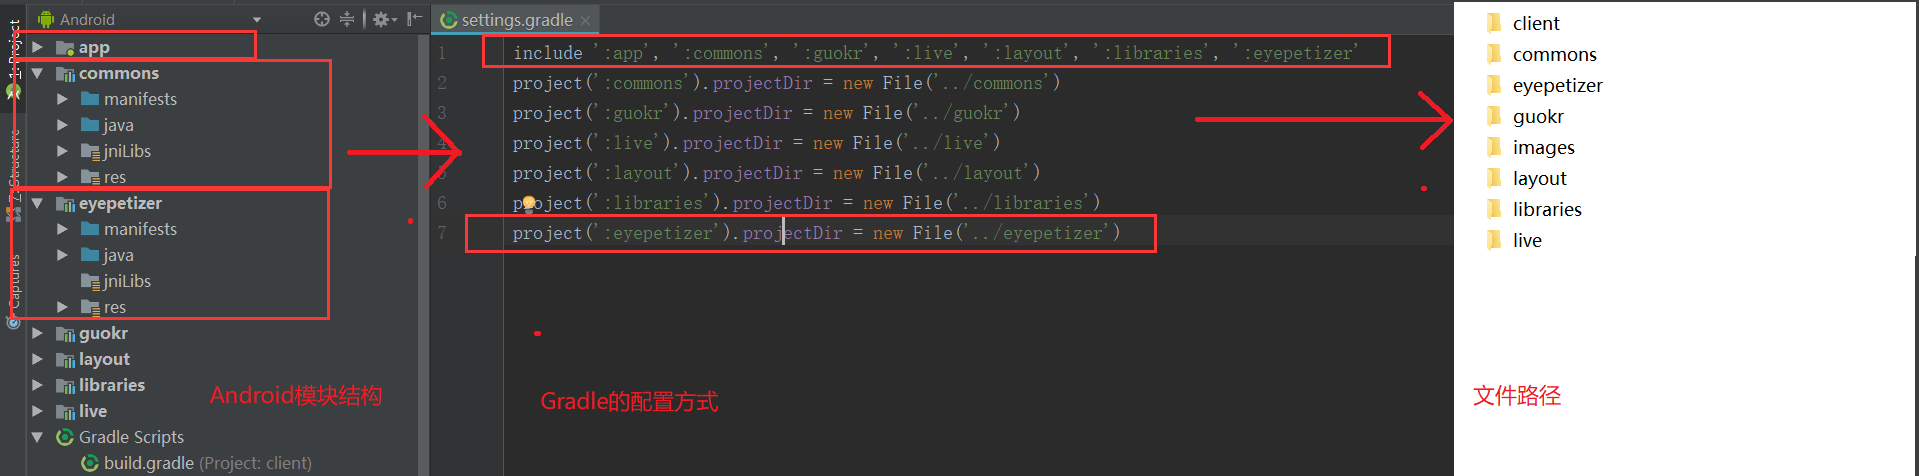 Android
app
commons
manifests
java
jniLibs
res
eyepetizer
manifests
java
jniLibs
res
guokr
layout
libraries
live
Gradle Scripts
build.gradle (Project: client)
Android模块结构
1: Project
7: Structure
Captures
settings.gradle
1 include ':app', ':commons', ':guokr', ':live', ':layout', ':libraries', ':eyepetizer'
2 project(':commons').projectDir = new File('../commons')
3 project(':guokr').projectDir = new File('../guokr')
4 project(':live').projectDir = new File('../live')
5 project(':layout').projectDir = new File('../layout')
6 project(':libraries').projectDir = new File('../libraries')
7 project(':eyepetizer').projectDir = new File('../eyepetizer')
Gradle的配置方式
client
commons
eyepetizer
guokr
images
layout
libraries
live
文件路径